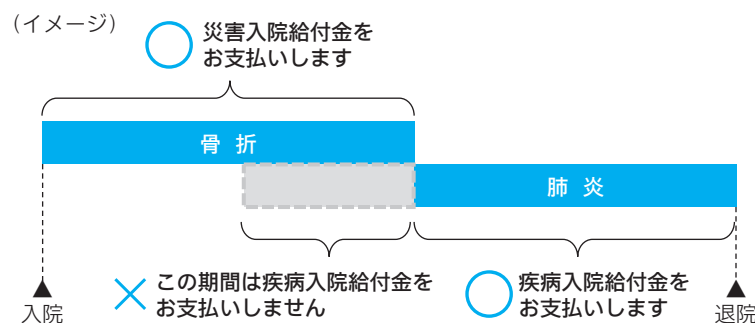 （イメージ）
災害入院給付金を
お支払いします
骨折
肺炎
この期間は疾病入院給付金を
お支払いしません
疾病入院給付金を
お支払いします
入院
退院